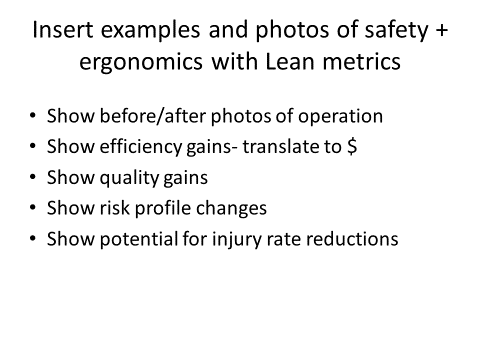 Insert examples and photos of safety +
ergonomics with Lean metrics
• Show before/after photos of operation
• Show efficiency gains- translate to $
• Show quality gains
• Show risk profile changes
• Show potential for injury rate reductions